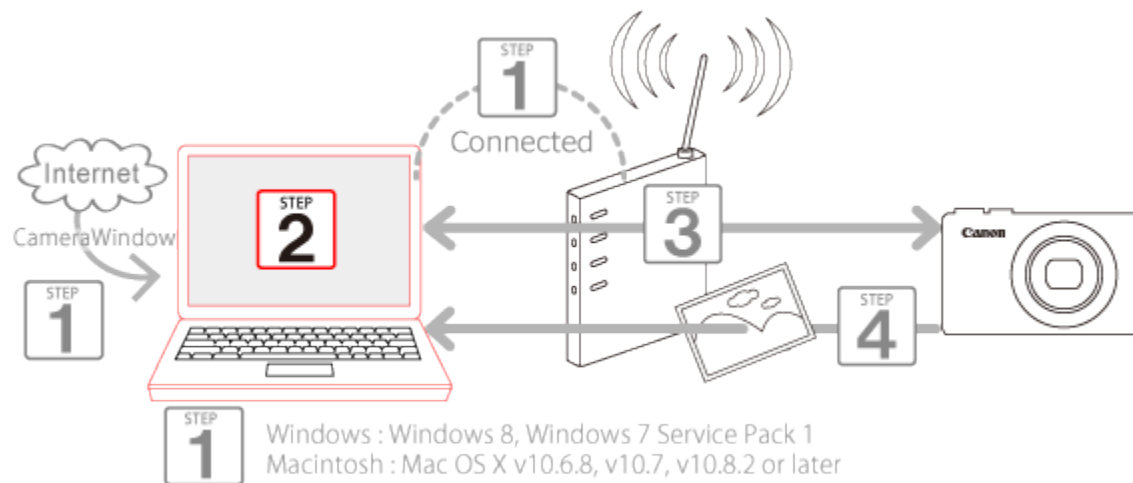 STEP
1
Connected
Internet
CameraWindow
STEP
1
STEP
2
STEP
3
Canon
STEP
4
STEP
1
Windows : Windows 8, Windows 7 Service Pack 1
Macintosh : Mac OS X v10.6.8, v10.7, v10.8.2 or later